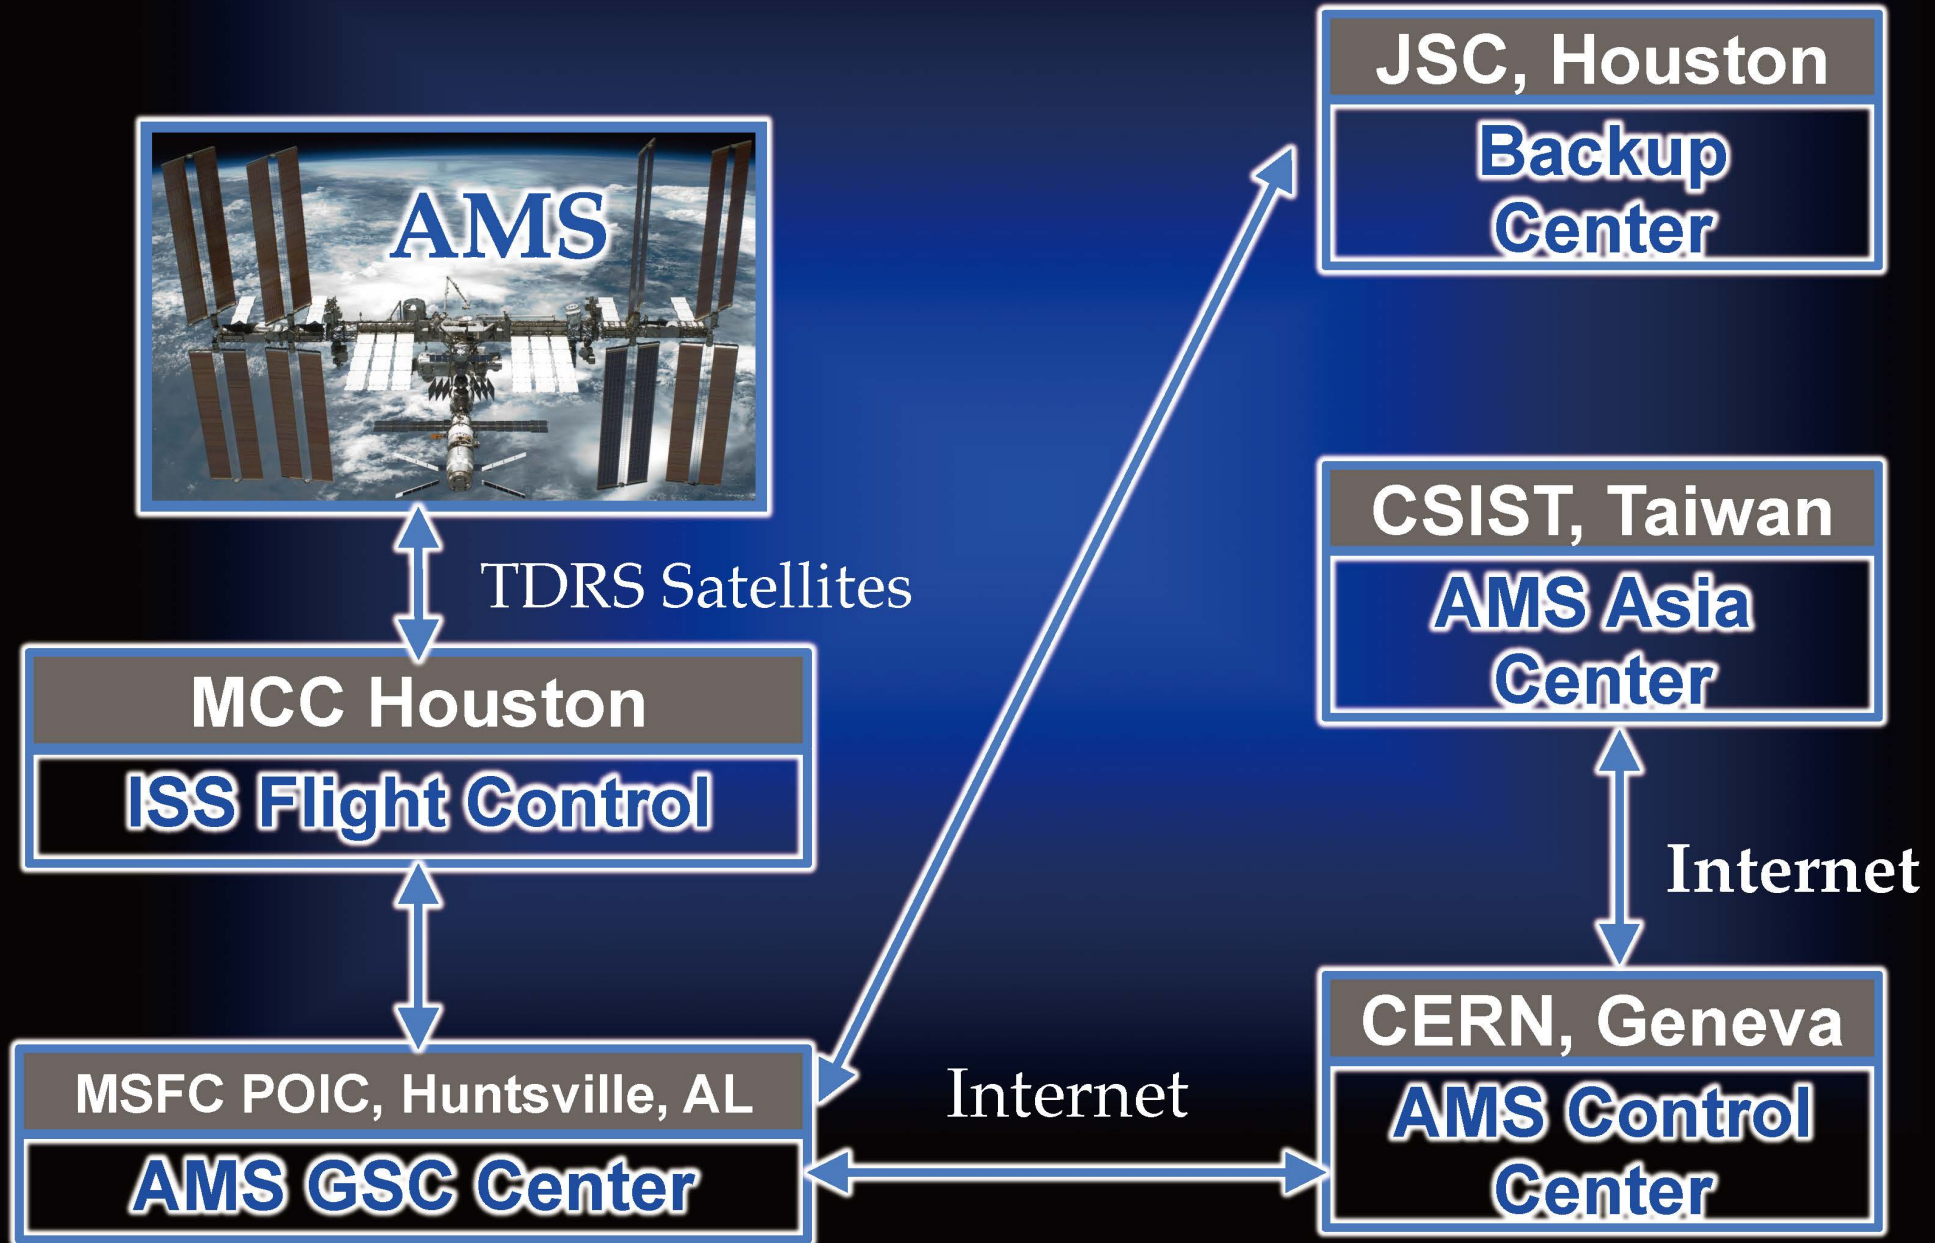 AMS
TDRS Satellites
MCC Houston
ISS Flight Control
MSFC POIC, Huntsville, AL
AMS GSC Center
Internet
JSC, Houston
Backup
Center
CSIST, Taiwan
AMS Asia
Center
Internet
CERN, Geneva
AMS Control
Center